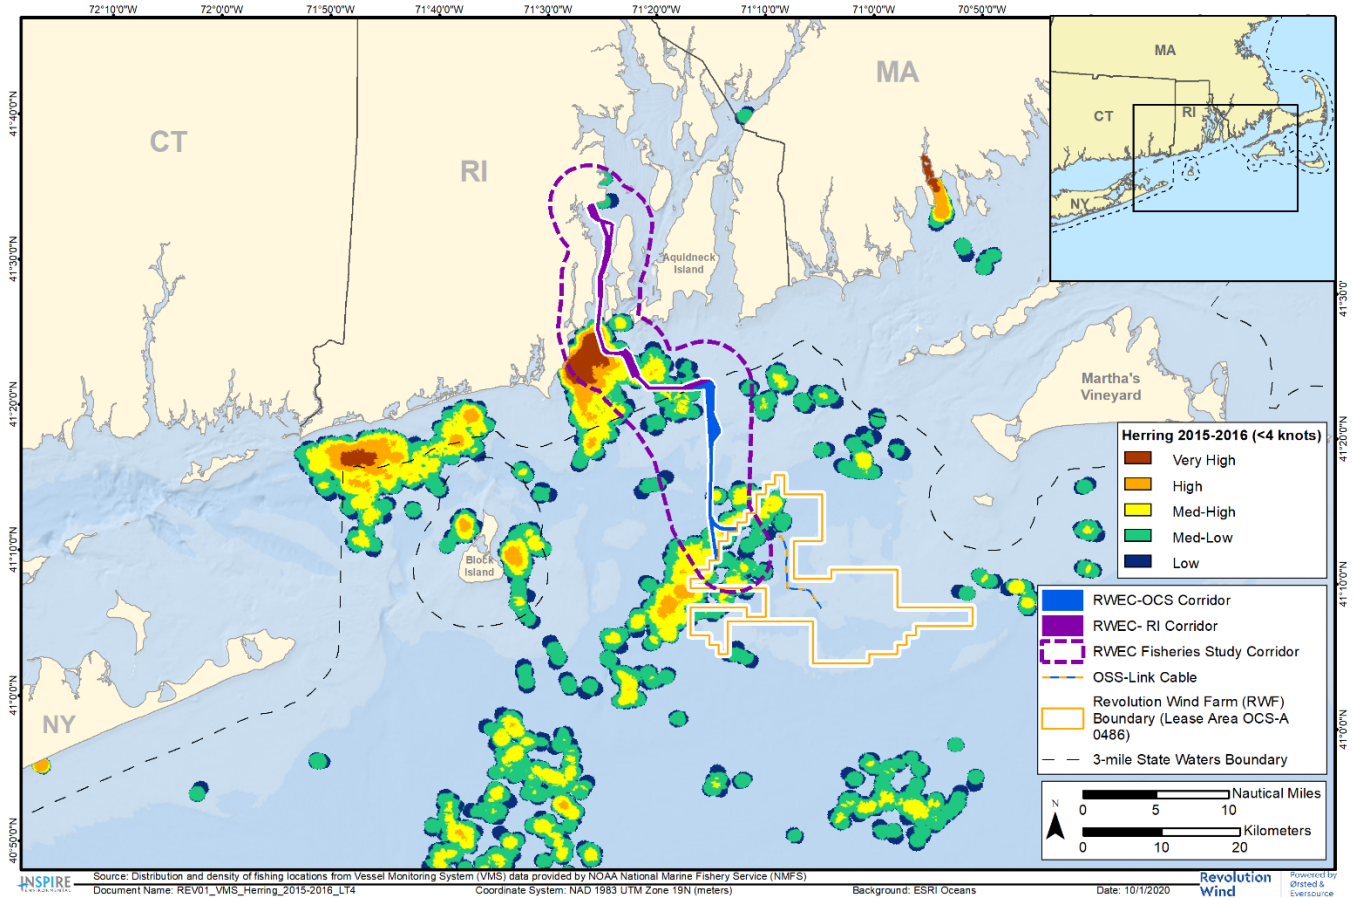 72°10'0"W
72°0'0"W
71°50'0"W
71°40'0"W
71°30'0"W
71°20'0"W
71°10'0"W
71°0'0"W
70°50'0"W
41°40'0"N
41°30'0"N
41°20'0"N
41°10'0"N
41°0'0"N
40°50'0"N
CT
RI
MA
NY
Aquidneck
Island
Block
Island
Martha's
Vineyard
MA
CT
RI
NY
41°30'0"
41°20'0"N
41°10'0"N
41°0'0"N
Herring 2015-2016 (<4 knots)
Very High
High
Med-High
Med-Low
Low
RWEC-OCS Corridor
RWEC- RI Corridor
RWEC Fisheries Study Corridor
OSS-Link Cable
Revolution Wind Farm (RWF)
Boundary (Lease Area OCS-A
0486)
3-mile State Waters Boundary
N
Nautical Miles
0 5 10
Kilometers
0 10 20
INSPIRE
ENVIRONMENTAL
Source: Distribution and density of fishing locations from Vessel Monitoring System (VMS) data provided by NOAA National Marine Fishery Service (NMFS)
Document Name: REV01_VMS_Herring_2015-2016_LT4
Coordinate System: NAD 1983 UTM Zone 19N (meters)
Background: ESRI Oceans
Date: 10/1/2020
Revolution
Wind
Powered by
Ørsted &
Eversource